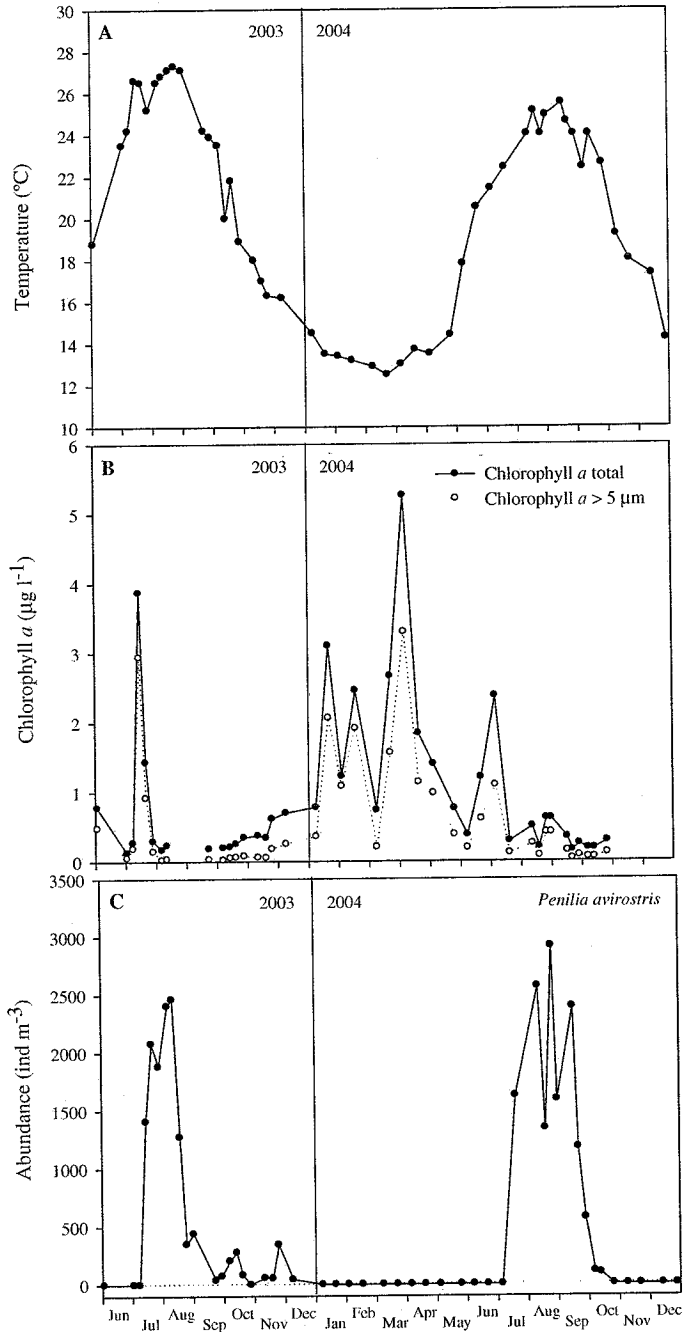 A 2003 2004
30
28
26
24
22
20
18
16
14
12
10
Temperature (°C)
B 2003 2004
Chlorophyll a total
Chlorophyll a > 5 µm
6
5
4
3
2
1
0
Chlorophyll a (µg l⁻¹)
C 2003 2004 Penilia avirostris
3500
3000
2500
2000
1500
1000
500
0
Abundance (ind m⁻³)
Jun Jul Aug Sep Oct Nov Dec Jan Feb Mar Apr May Jun Jul Aug Sep Oct Nov Dec